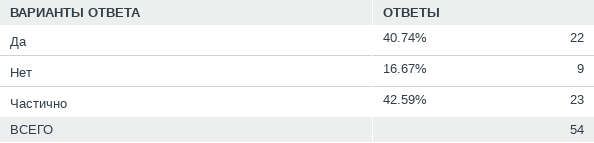 ВАРИАНТЫ ОТВЕТА ОТВЕТЫ
Да 40.74% 22
Нет 16.67% 9
Частично 42.59% 23
ВСЕГО 54